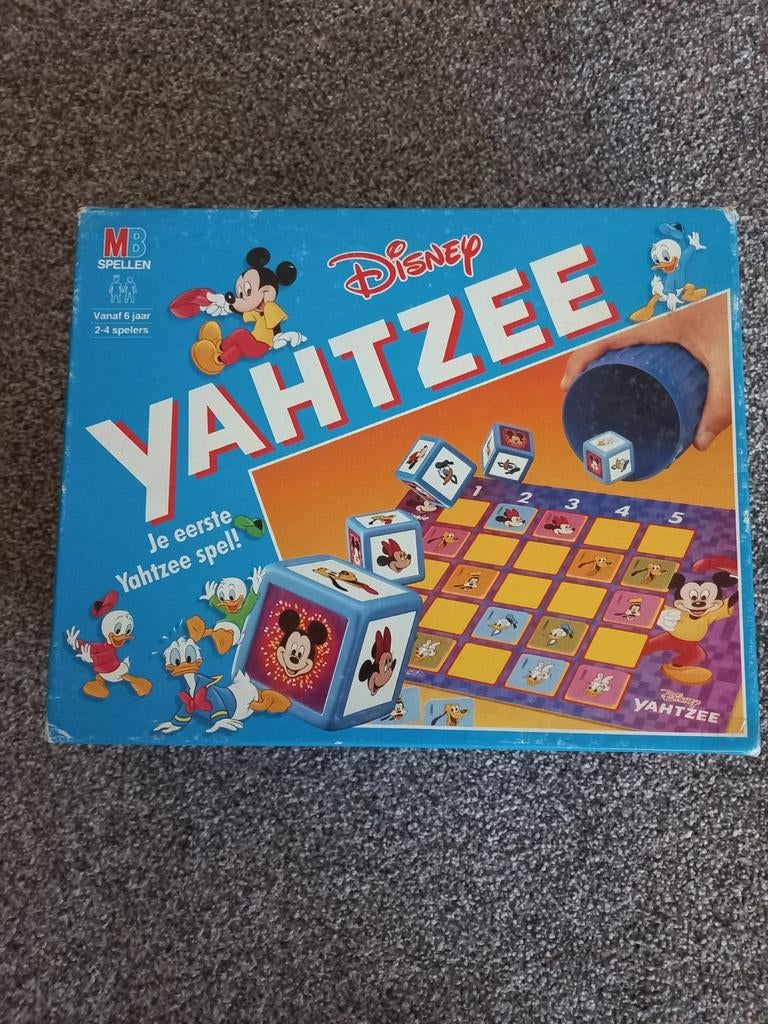 MB
SPELLEN
Vanaf 6 jaar
2-4 spelers
Disney
YAHTZEE
Je eerste
Yahtzee spel!
1 2 3 4 5
Disney
YAHTZEE